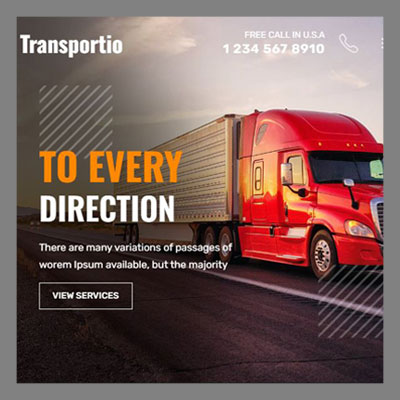 Transportio
FREE CALL IN U.S.A
1 234 567 8910
TO EVERY
DIRECTION
There are many variations of passages of
worem Ipsum available, but the majority
VIEW SERVICES